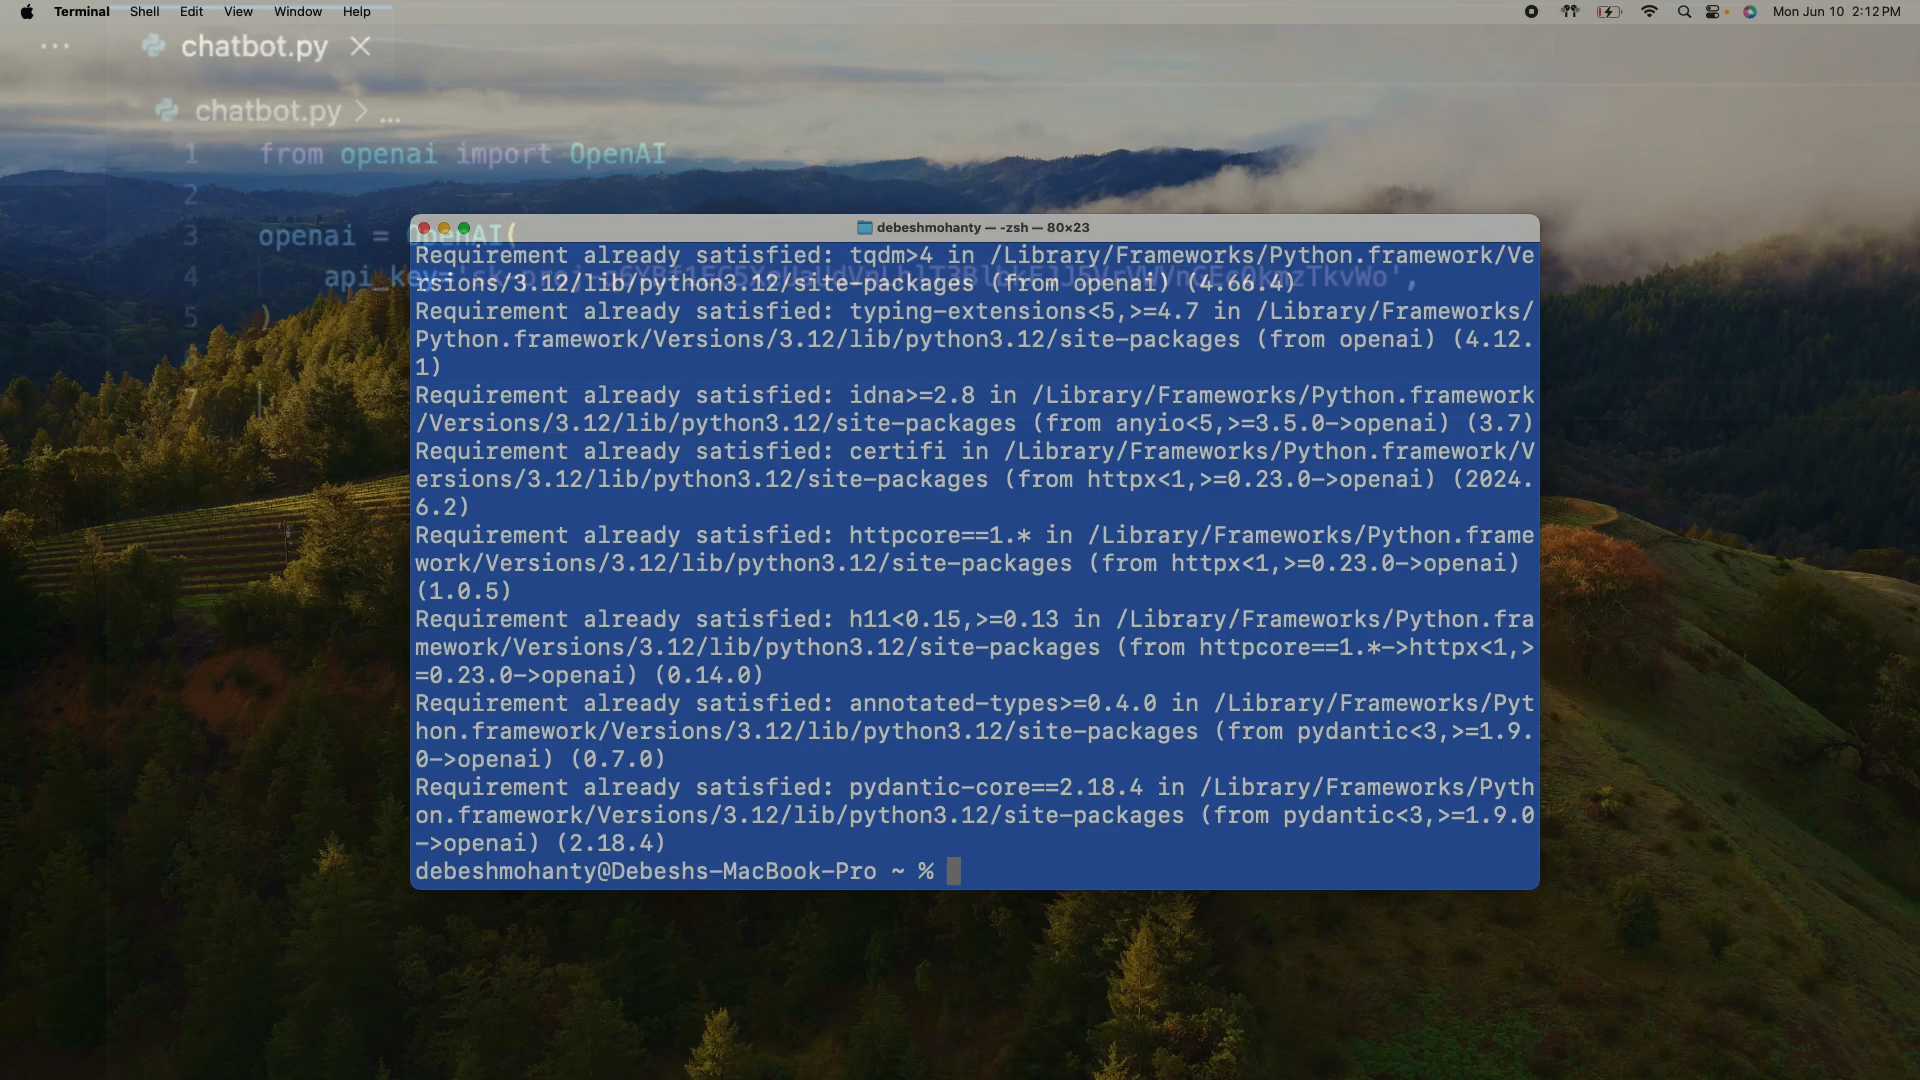 Terminal Shell Edit View Window Help Mon Jun 10 2:12 PM
chatbot.py
chatbot.py > ...
1 from openai import OpenAI
2
3 openai = OpenAI(
4
5 )
7
debeshmohanty — -zsh — 80×23
Requirement already satisfied: tqdm>4 in /Library/Frameworks/Python.framework/Ve
rsions/3.12/lib/python3.12/site-packages (from openai) (4.66.4)
Requirement already satisfied: typing-extensions<5,>=4.7 in /Library/Frameworks/
Python.framework/Versions/3.12/lib/python3.12/site-packages (from openai) (4.12.
1)
Requirement already satisfied: idna>=2.8 in /Library/Frameworks/Python.framework
/Versions/3.12/lib/python3.12/site-packages (from anyio<5,>=3.5.0->openai) (3.7)
Requirement already satisfied: certifi in /Library/Frameworks/Python.framework/V
ersions/3.12/lib/python3.12/site-packages (from httpx<1,>=0.23.0->openai) (2024.
6.2)
Requirement already satisfied: httpcore==1.* in /Library/Frameworks/Python.frame
work/Versions/3.12/lib/python3.12/site-packages (from httpx<1,>=0.23.0->openai)
(1.0.5)
Requirement already satisfied: h11<0.15,>=0.13 in /Library/Frameworks/Python.fra
mework/Versions/3.12/lib/python3.12/site-packages (from httpcore==1.*->httpx<1,>
=0.23.0->openai) (0.14.0)
Requirement already satisfied: annotated-types>=0.4.0 in /Library/Frameworks/Pyt
hon.framework/Versions/3.12/lib/python3.12/site-packages (from pydantic<3,>=1.9.
0->openai) (0.7.0)
Requirement already satisfied: pydantic-core==2.18.4 in /Library/Frameworks/Pyth
on.framework/Versions/3.12/lib/python3.12/site-packages (from pydantic<3,>=1.9.0
->openai) (2.18.4)
debeshmohanty@Debeshs-MacBook-Pro ~ %